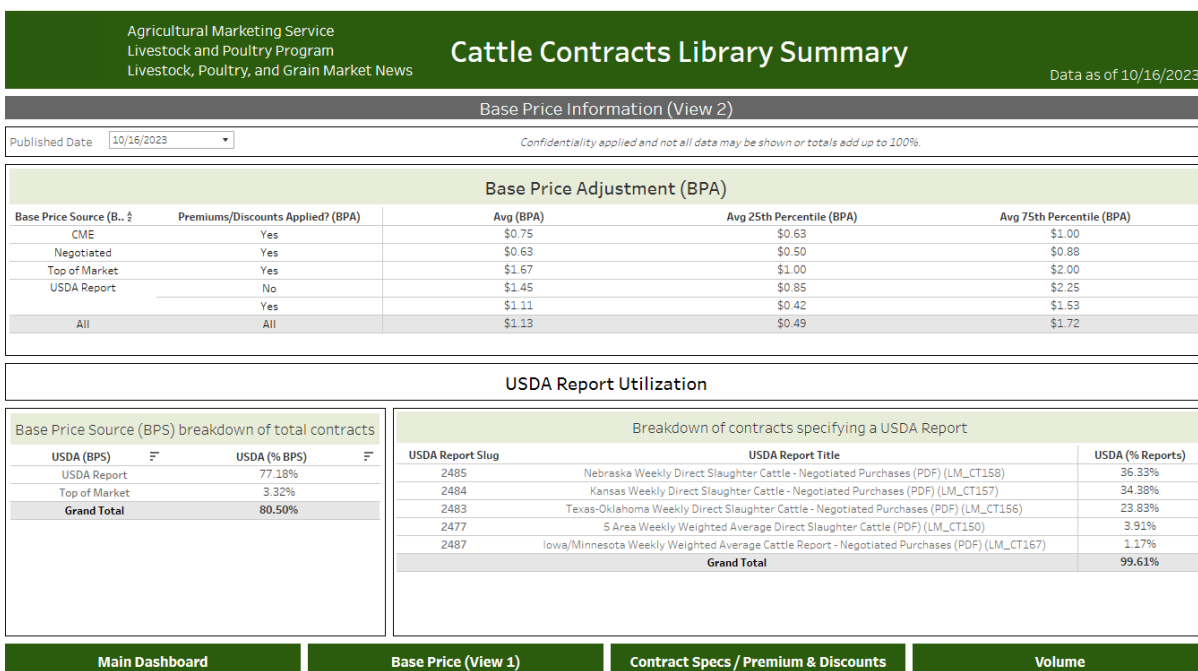 Agricultural Marketing Service
Livestock and Poultry Program
Livestock, Poultry, and Grain Market News
Cattle Contracts Library Summary
Data as of 10/16/2023
Base Price Information (View 2)
Published Date 10/16/2023
Confidentiality applied and not all data may be shown or totals add up to 100%.
Base Price Adjustment (BPA)
Base Price Source (B.. Premiums/Discounts Applied? (BPA) Avg (BPA) Avg 25th Percentile (BPA) Avg 75th Percentile (BPA)
CME Yes $0.75 $0.63 $1.00
Negotiated Yes $0.63 $0.50 $0.88
Top of Market Yes $1.67 $1.00 $2.00
USDA Report No $1.45 $0.85 $2.25
Yes $1.11 $0.42 $1.53
All All $1.13 $0.49 $1.72
USDA Report Utilization
Base Price Source (BPS) breakdown of total contracts
USDA (BPS) USDA (% BPS)
USDA Report 77.18%
Top of Market 3.32%
Grand Total 80.50%
Breakdown of contracts specifying a USDA Report
USDA Report Slug USDA Report Title USDA (% Reports)
2485 Nebraska Weekly Direct Slaughter Cattle - Negotiated Purchases (PDF) (LM_CT158) 36.33%
2484 Kansas Weekly Direct Slaughter Cattle - Negotiated Purchases (PDF) (LM_CT157) 34.38%
2483 Texas-Oklahoma Weekly Direct Slaughter Cattle - Negotiated Purchases (PDF) (LM_CT156) 23.83%
2477 5 Area Weekly Weighted Average Direct Slaughter Cattle (PDF) (LM_CT150) 3.91%
2487 Iowa/Minnesota Weekly Weighted Average Cattle Report - Negotiated Purchases (PDF) (LM_CT167) 1.17%
Grand Total 99.61%
Main Dashboard Base Price (View 1) Contract Specs / Premium & Discounts Volume